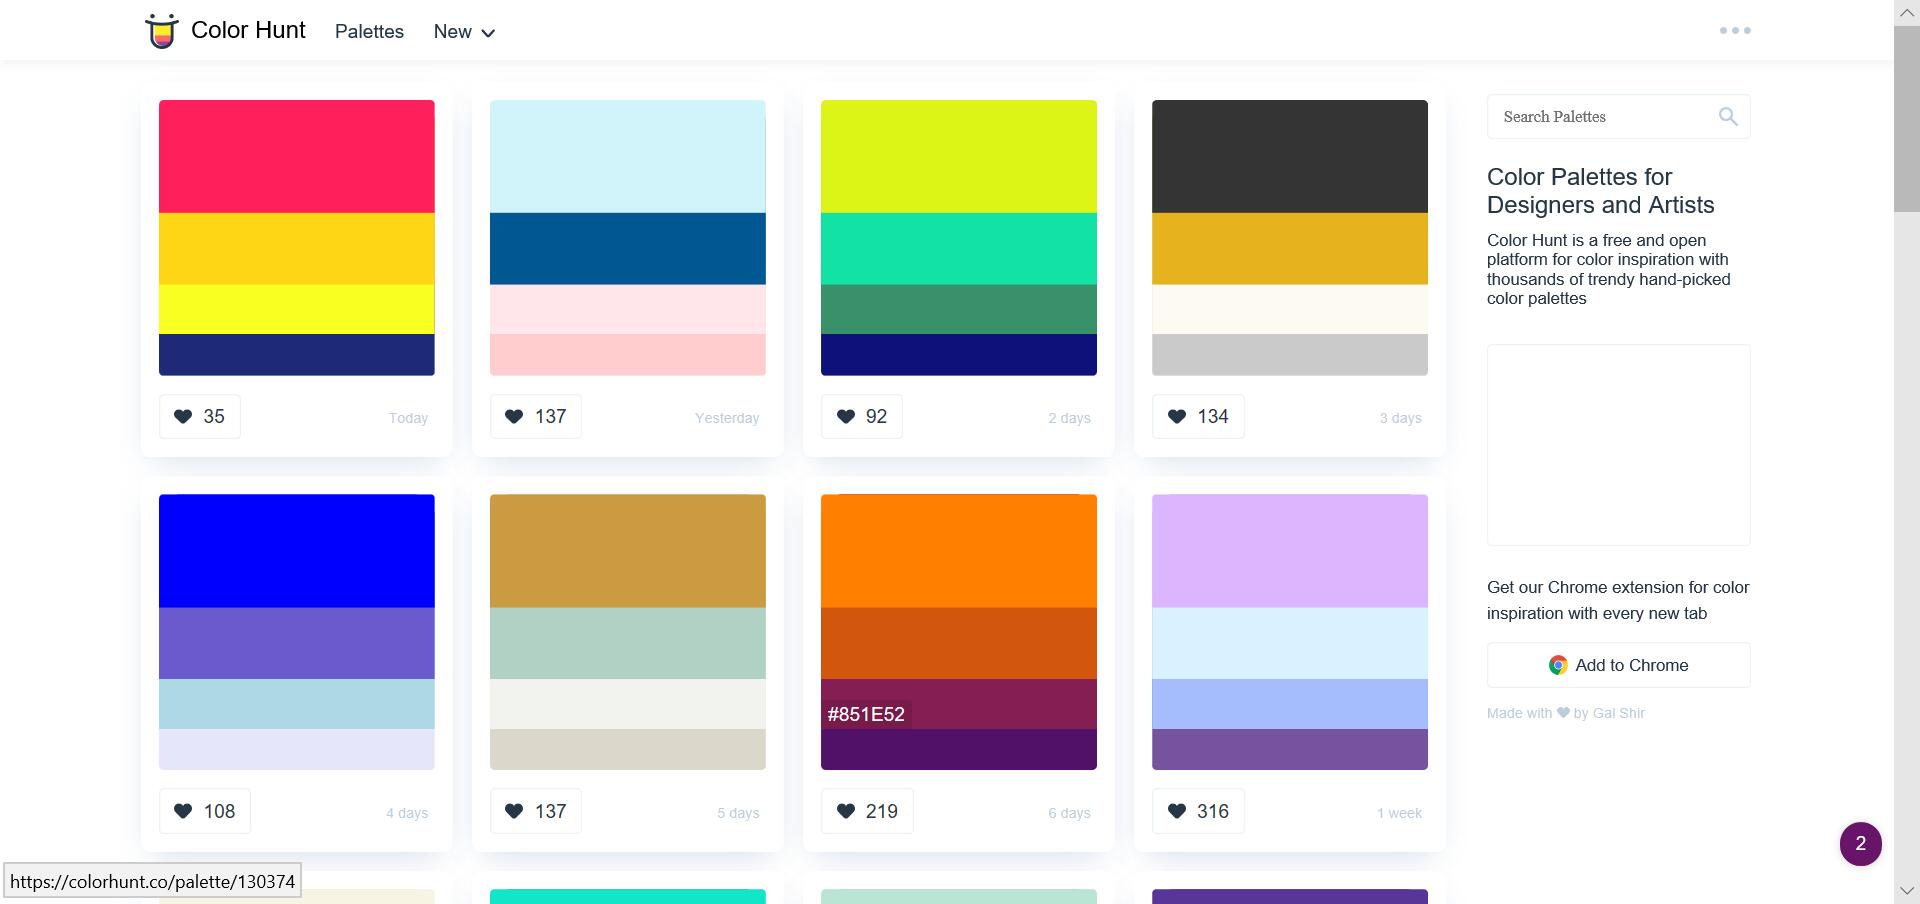 Color Hunt
Palettes
New
Search Palettes
35
Today
137
Yesterday
92
2 days
134
3 days
Color Palettes for
Designers and Artists
Color Hunt is a free and open
platform for color inspiration with
thousands of trendy hand-picked
color palettes
#851E52
108
4 days
137
5 days
219
6 days
316
1 week
Get our Chrome extension for color
inspiration with every new tab
Add to Chrome
Made with ♥ by Gal Shir
2
https://colorhunt.co/palette/130374